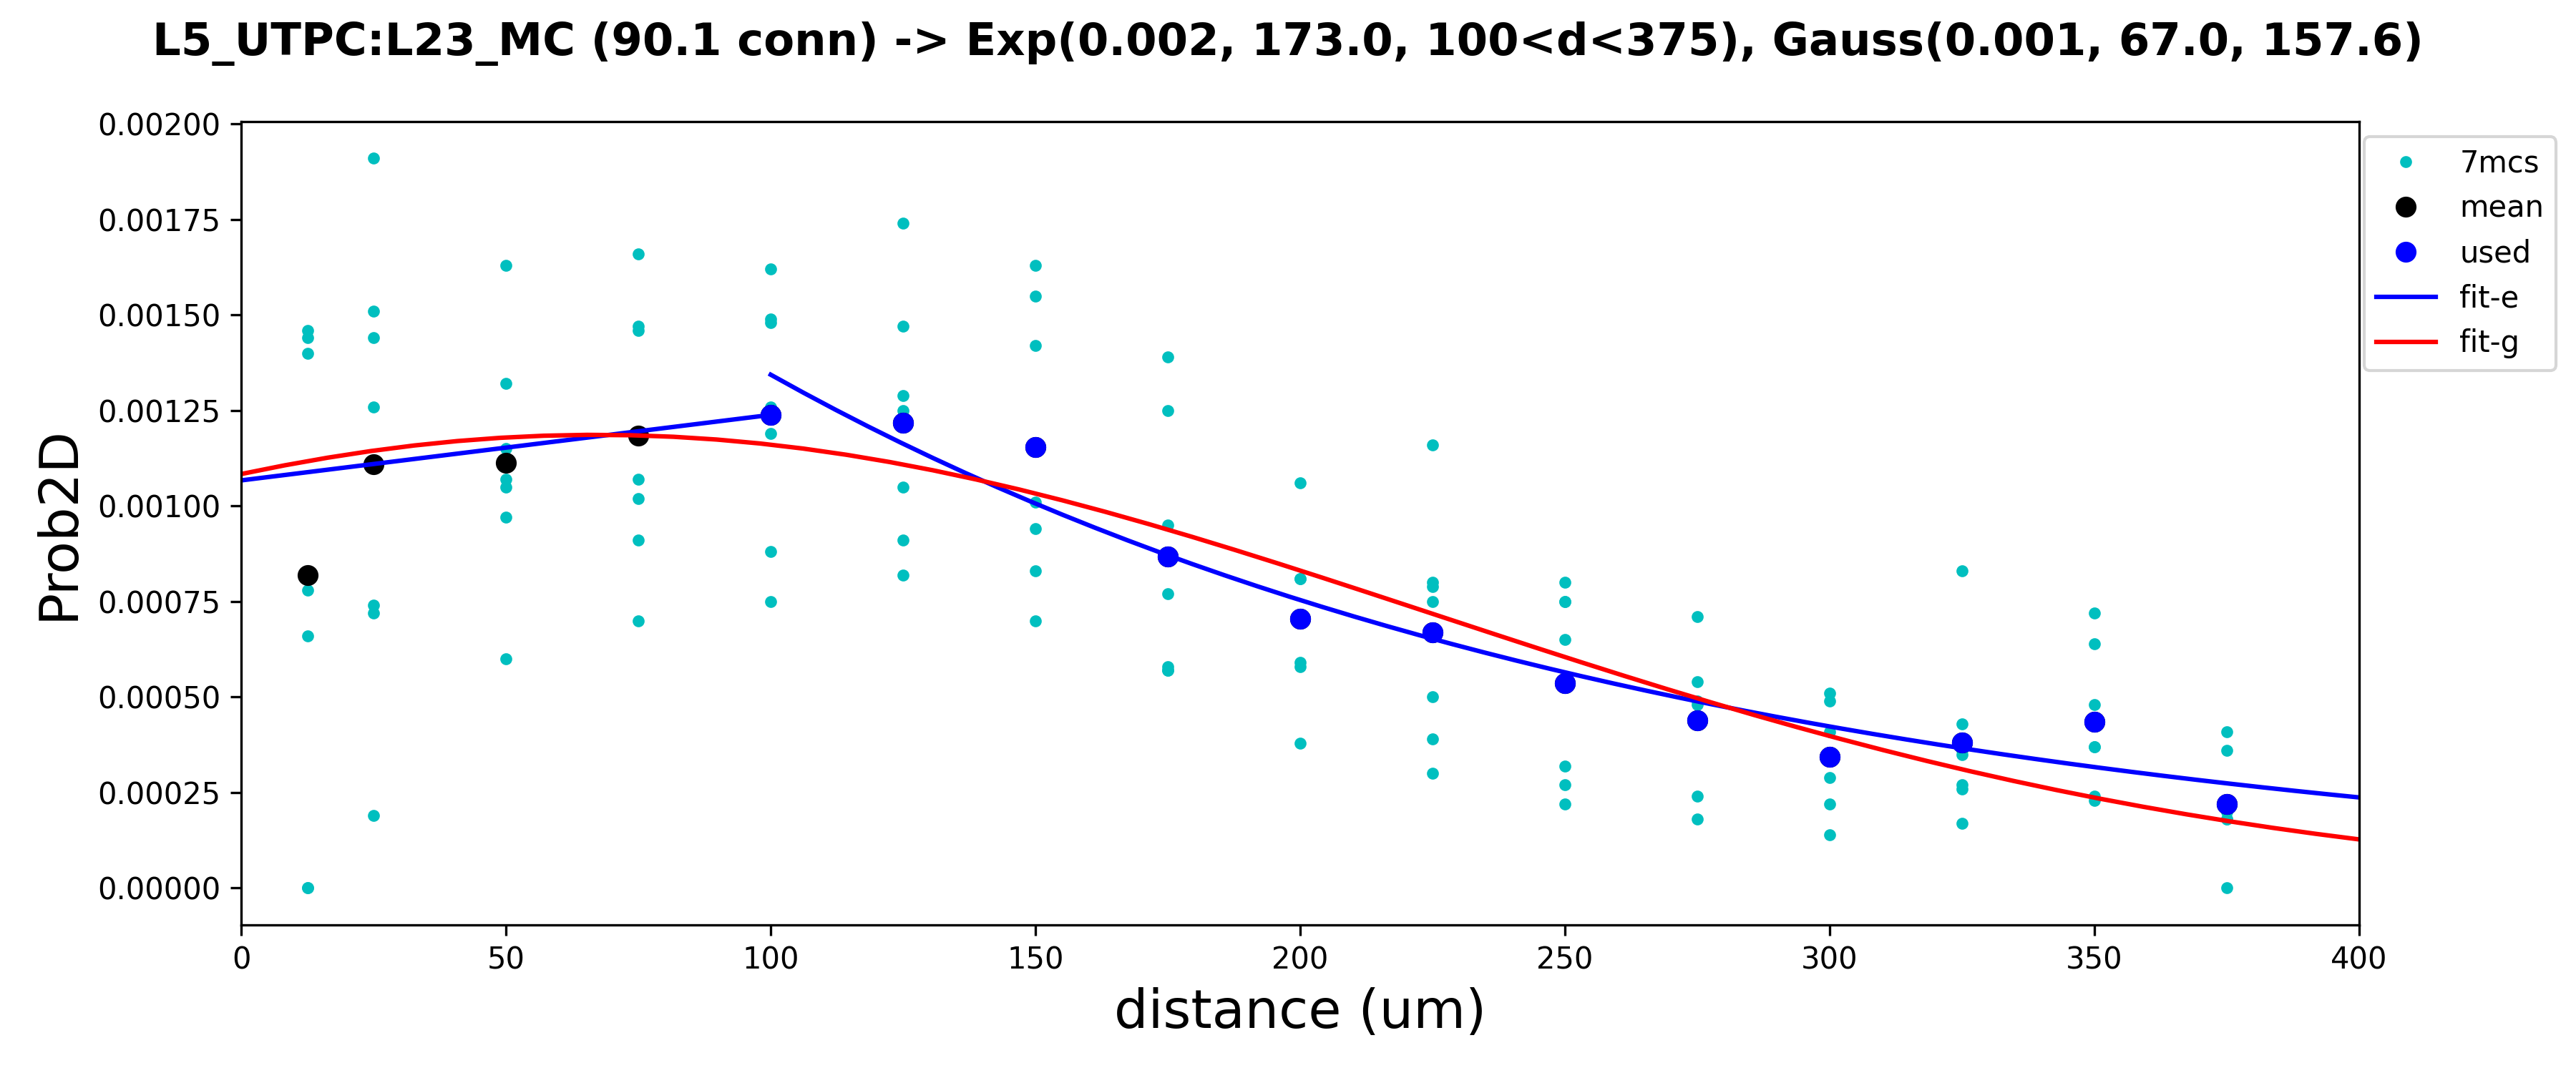 L5_UTPC:L23_MC (90.1 conn) -> Exp(0.002, 173.0, 100<d<375), Gauss(0.001, 67.0, 157.6)
0.00200
0.00175
0.00150
0.00125
0.00100
0.00075
0.00050
0.00025
0.00000
Prob2D
0
50
100
150
200
250
300
350
400
distance (um)
7mcs
mean
used
fit-e
fit-g